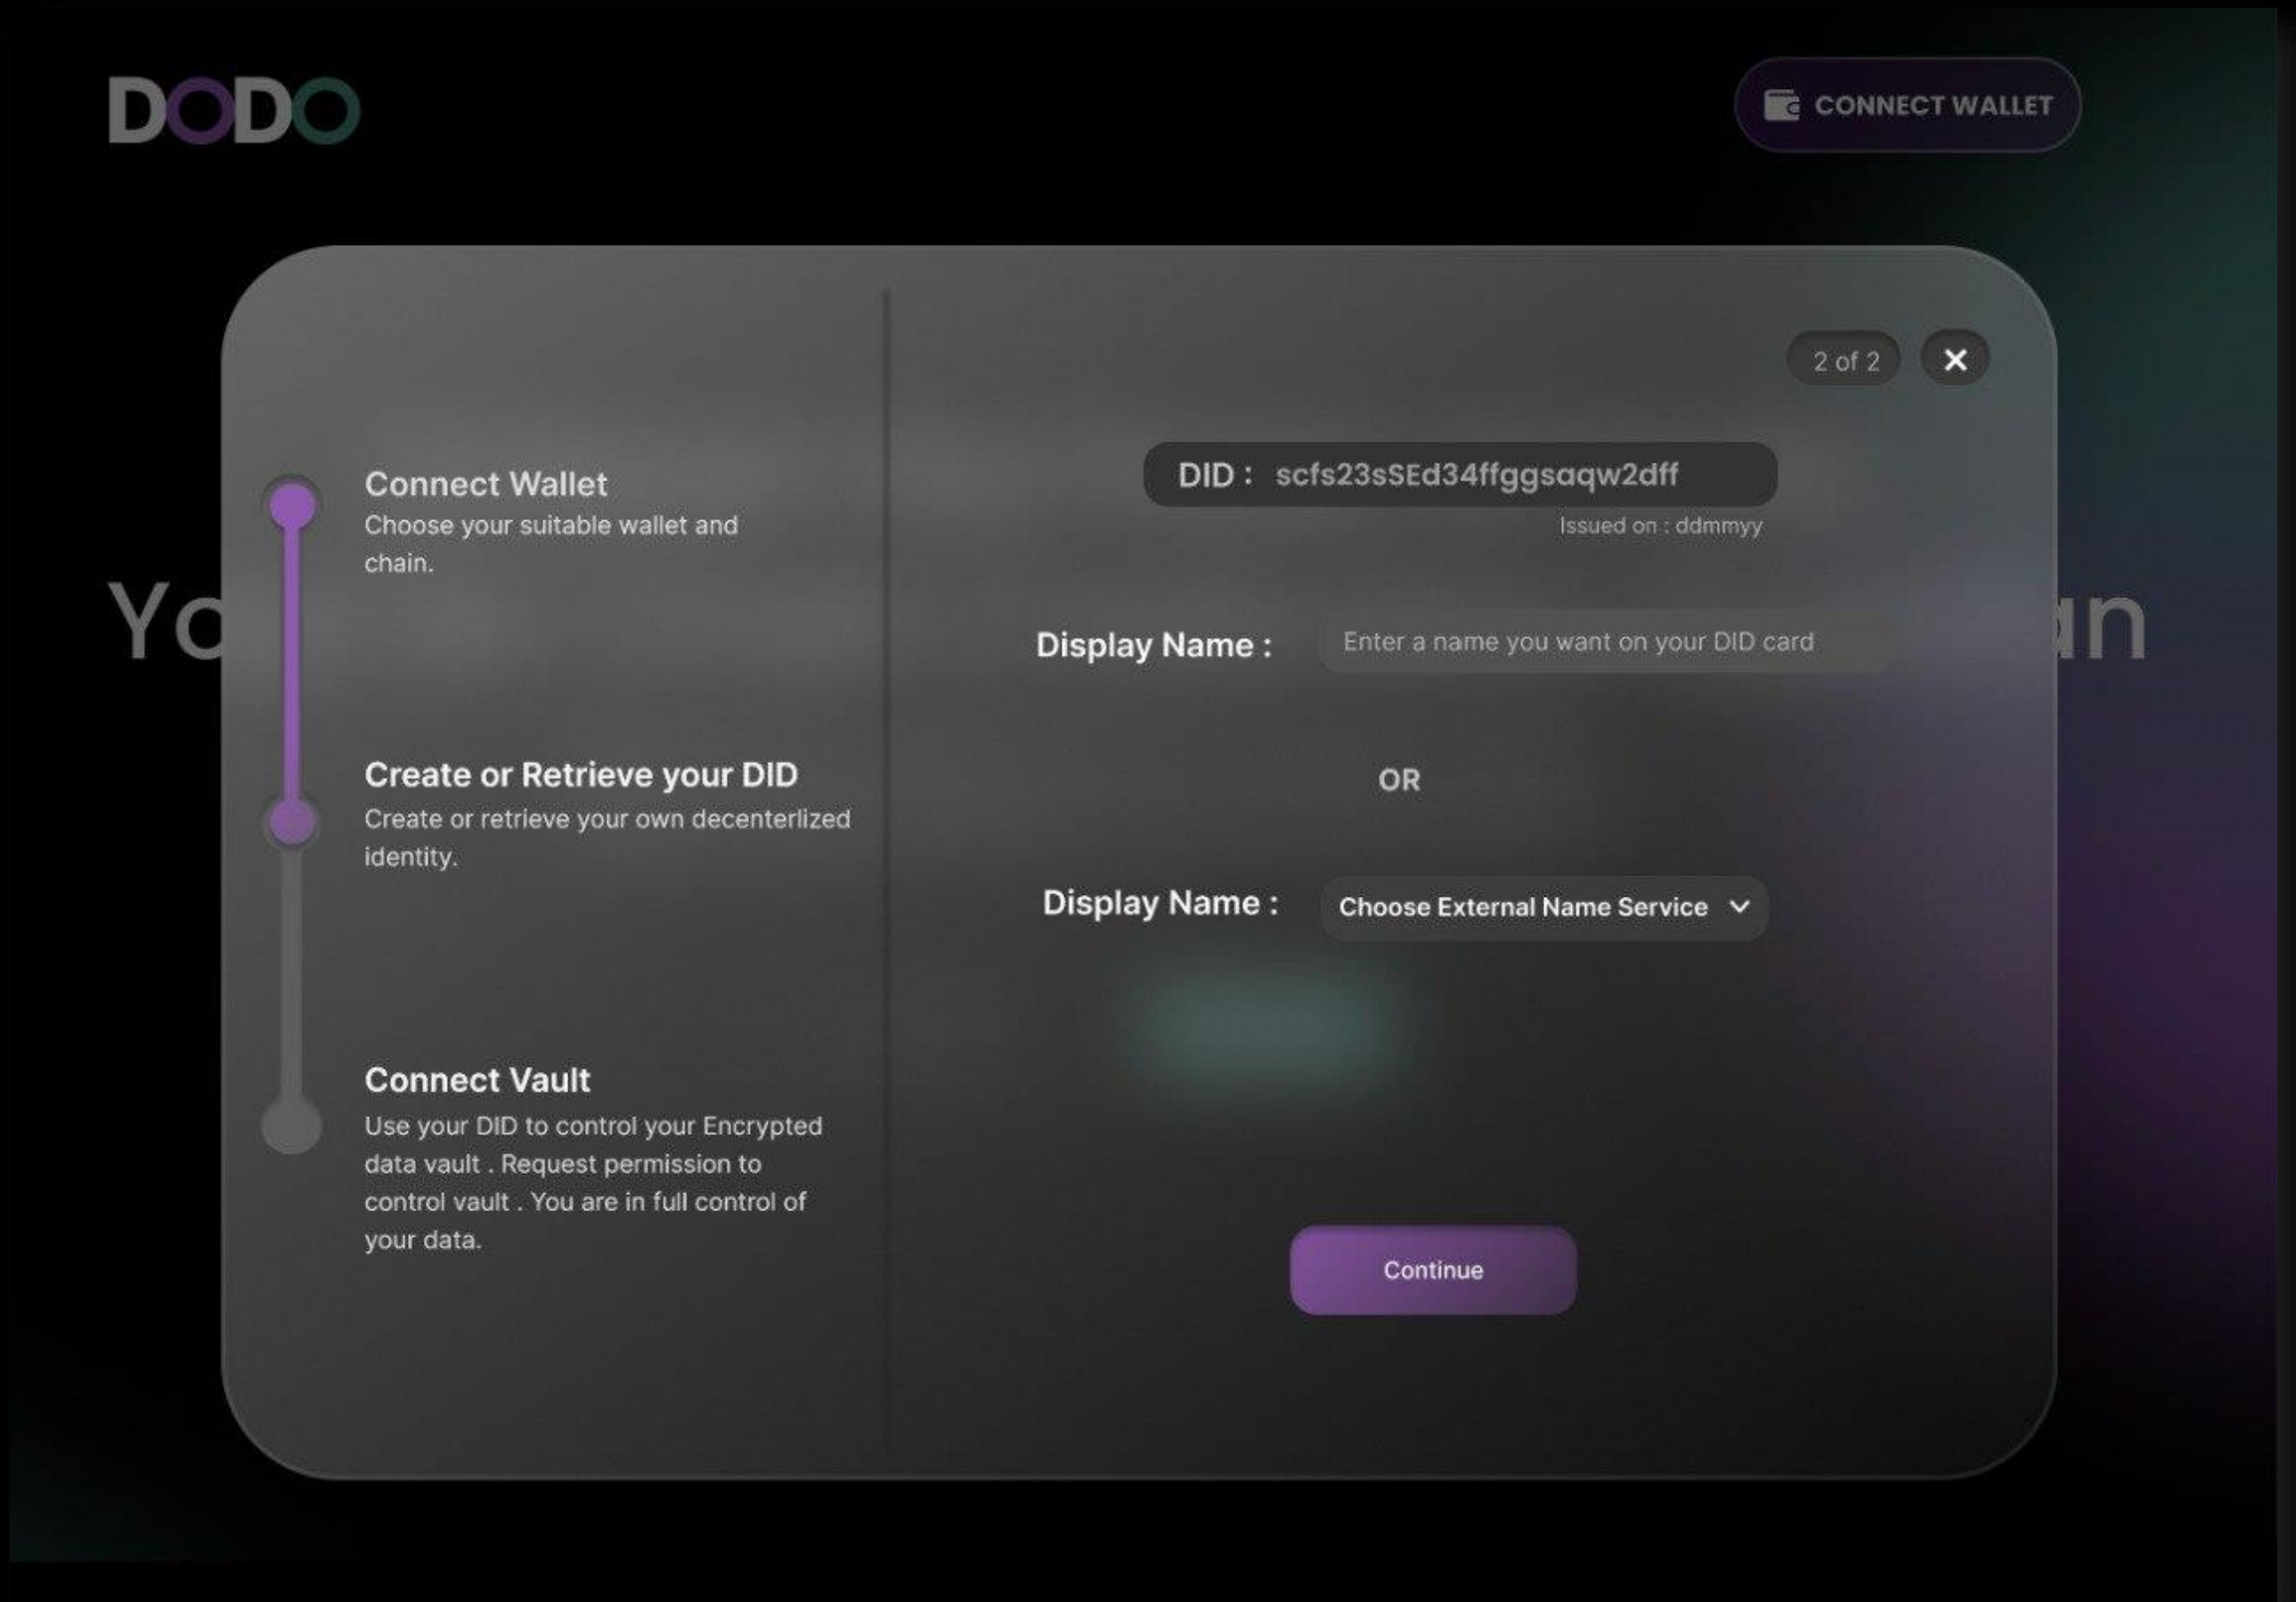 DODO
CONNECT WALLET
2 of 2
Connect Wallet
Choose your suitable wallet and
chain.
Create or Retrieve your DID
Create or retrieve your own decenterlized
identity.
Connect Vault
Use your DID to control your Encrypted
data vault . Request permission to
control vault . You are in full control of
your data.
DID : scfs23sSEd34ffggsaqw2dff
Issued on : ddmmyy
Display Name : Enter a name you want on your DID card
OR
Display Name : Choose External Name Service
Continue